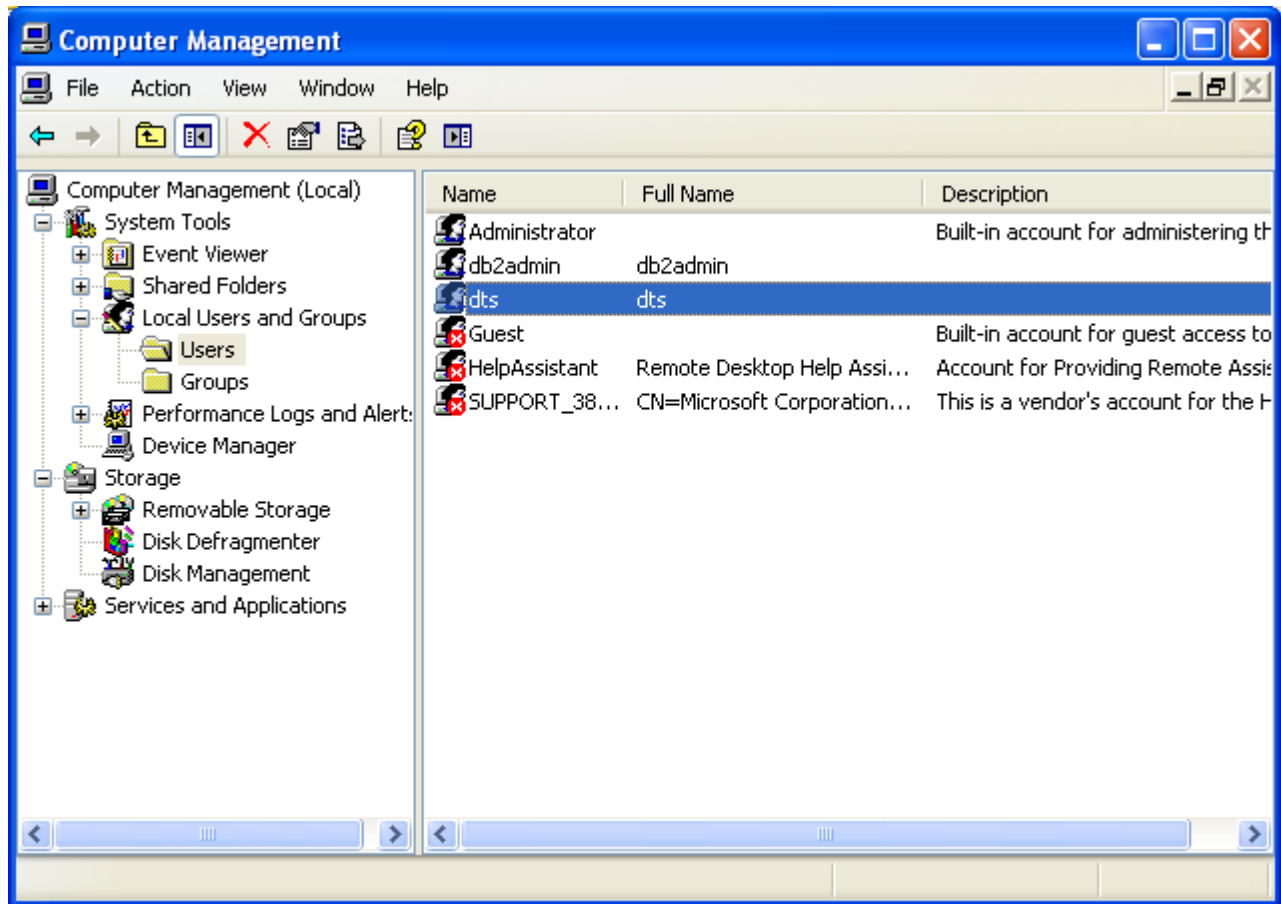 Computer Management
File Action View Window Help
Computer Management (Local)
System Tools
Event Viewer
Shared Folders
Local Users and Groups
Users
Groups
Performance Logs and Alert
Device Manager
Storage
Removable Storage
Disk Defragmenter
Disk Management
Services and Applications
Name Full Name Description
Administrator Built-in account for administering th
db2admin db2admin
dts dts
Guest Built-in account for guest access to
HelpAssistant Remote Desktop Help Assi... Account for Providing Remote Assis
SUPPORT_38... CN=Microsoft Corporation... This is a vendor's account for the H